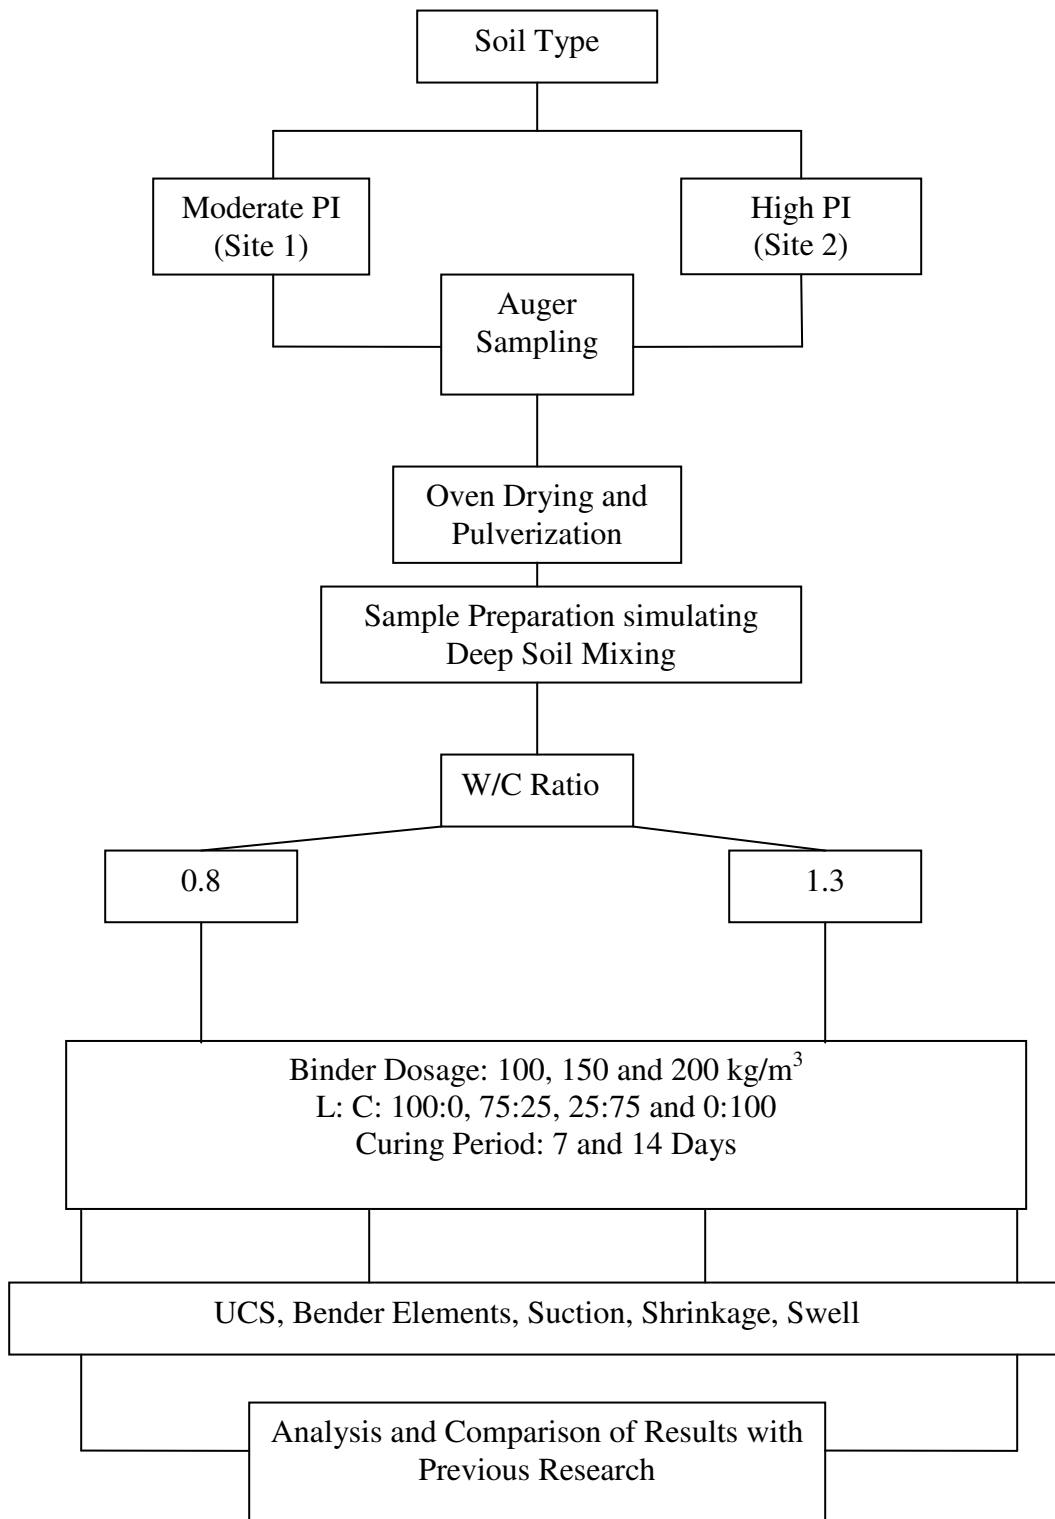 Soil Type
Moderate PI
(Site 1)
High PI
(Site 2)
Auger
Sampling
Oven Drying and
Pulverization
Sample Preparation simulating
Deep Soil Mixing
W/C Ratio
0.8
1.3
Binder Dosage: 100, 150 and 200 kg/m³
L: C: 100:0, 75:25, 25:75 and 0:100
Curing Period: 7 and 14 Days
UCS, Bender Elements, Suction, Shrinkage, Swell
Analysis and Comparison of Results with
Previous Research